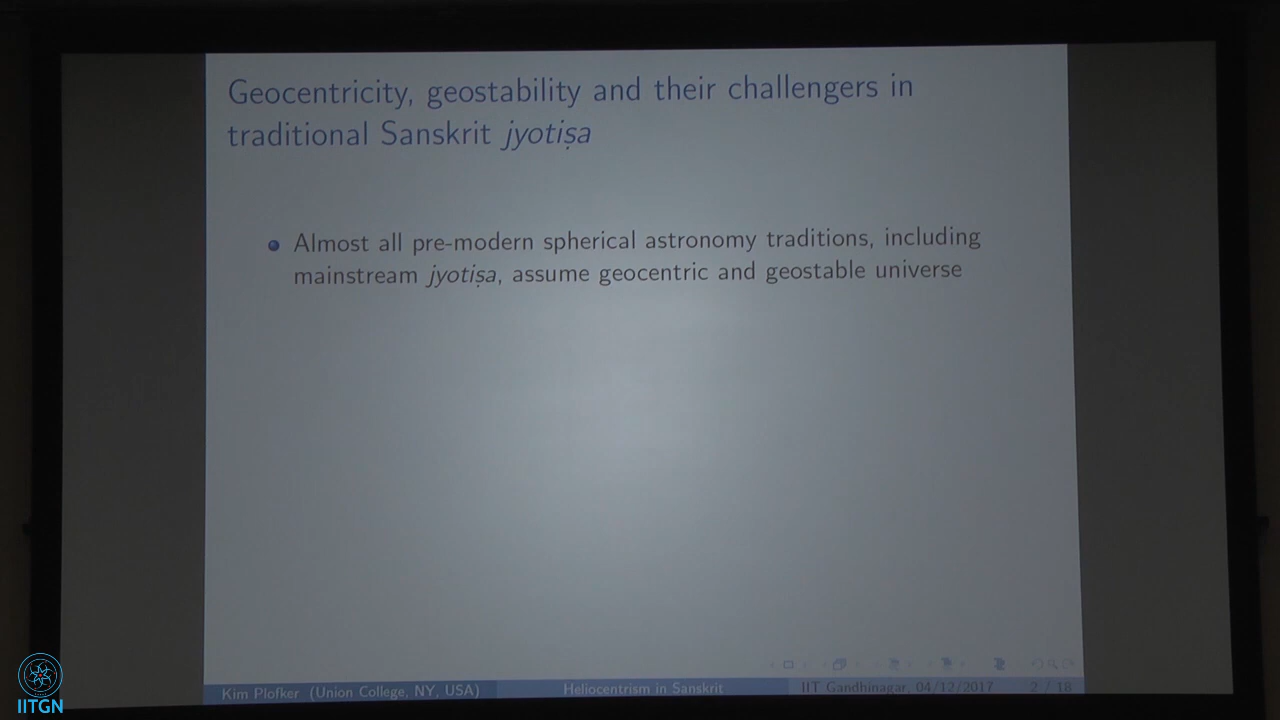 Geocentricity, geostability and their challengers in
traditional Sanskrit jyotiṣa
Almost all pre-modern spherical astronomy traditions, including
mainstream jyotiṣa, assume geocentric and geostable universe
Kim Plofker (Union College, NY, USA) Heliocentrism in Sanskrit IIT Gandhinagar, 04/12/2017 2 / 18
IITGN